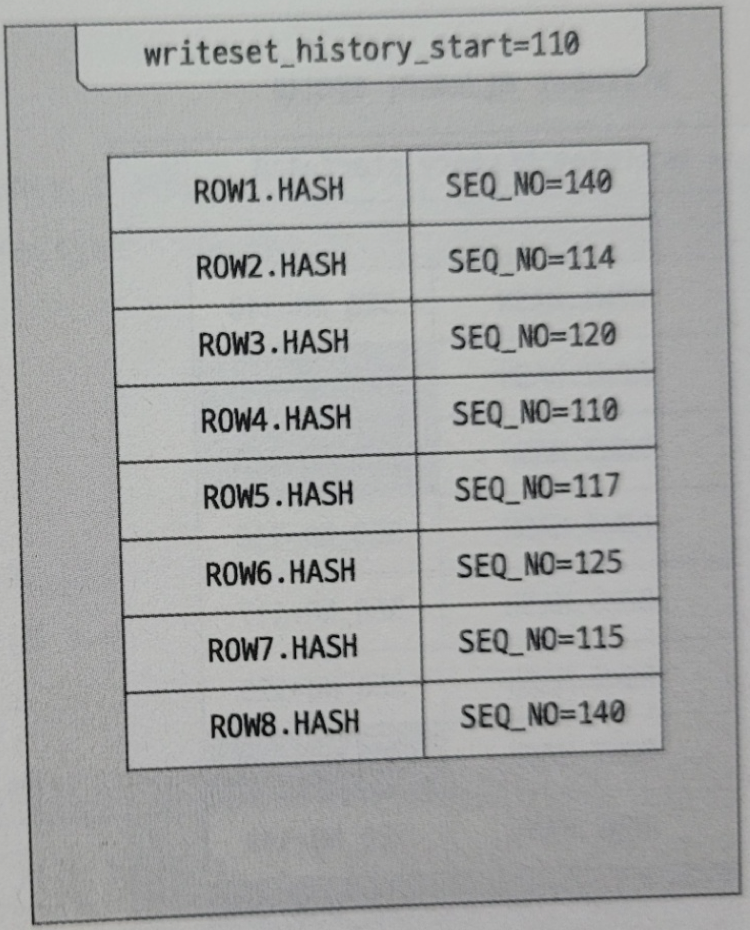 writeset_history_start=110
ROW1.HASH SEQ_NO=140
ROW2.HASH SEQ_NO=114
ROW3.HASH SEQ_NO=120
ROW4.HASH SEQ_NO=110
ROW5.HASH SEQ_NO=117
ROW6.HASH SEQ_NO=125
ROW7.HASH SEQ_NO=115
ROW8.HASH SEQ_NO=140